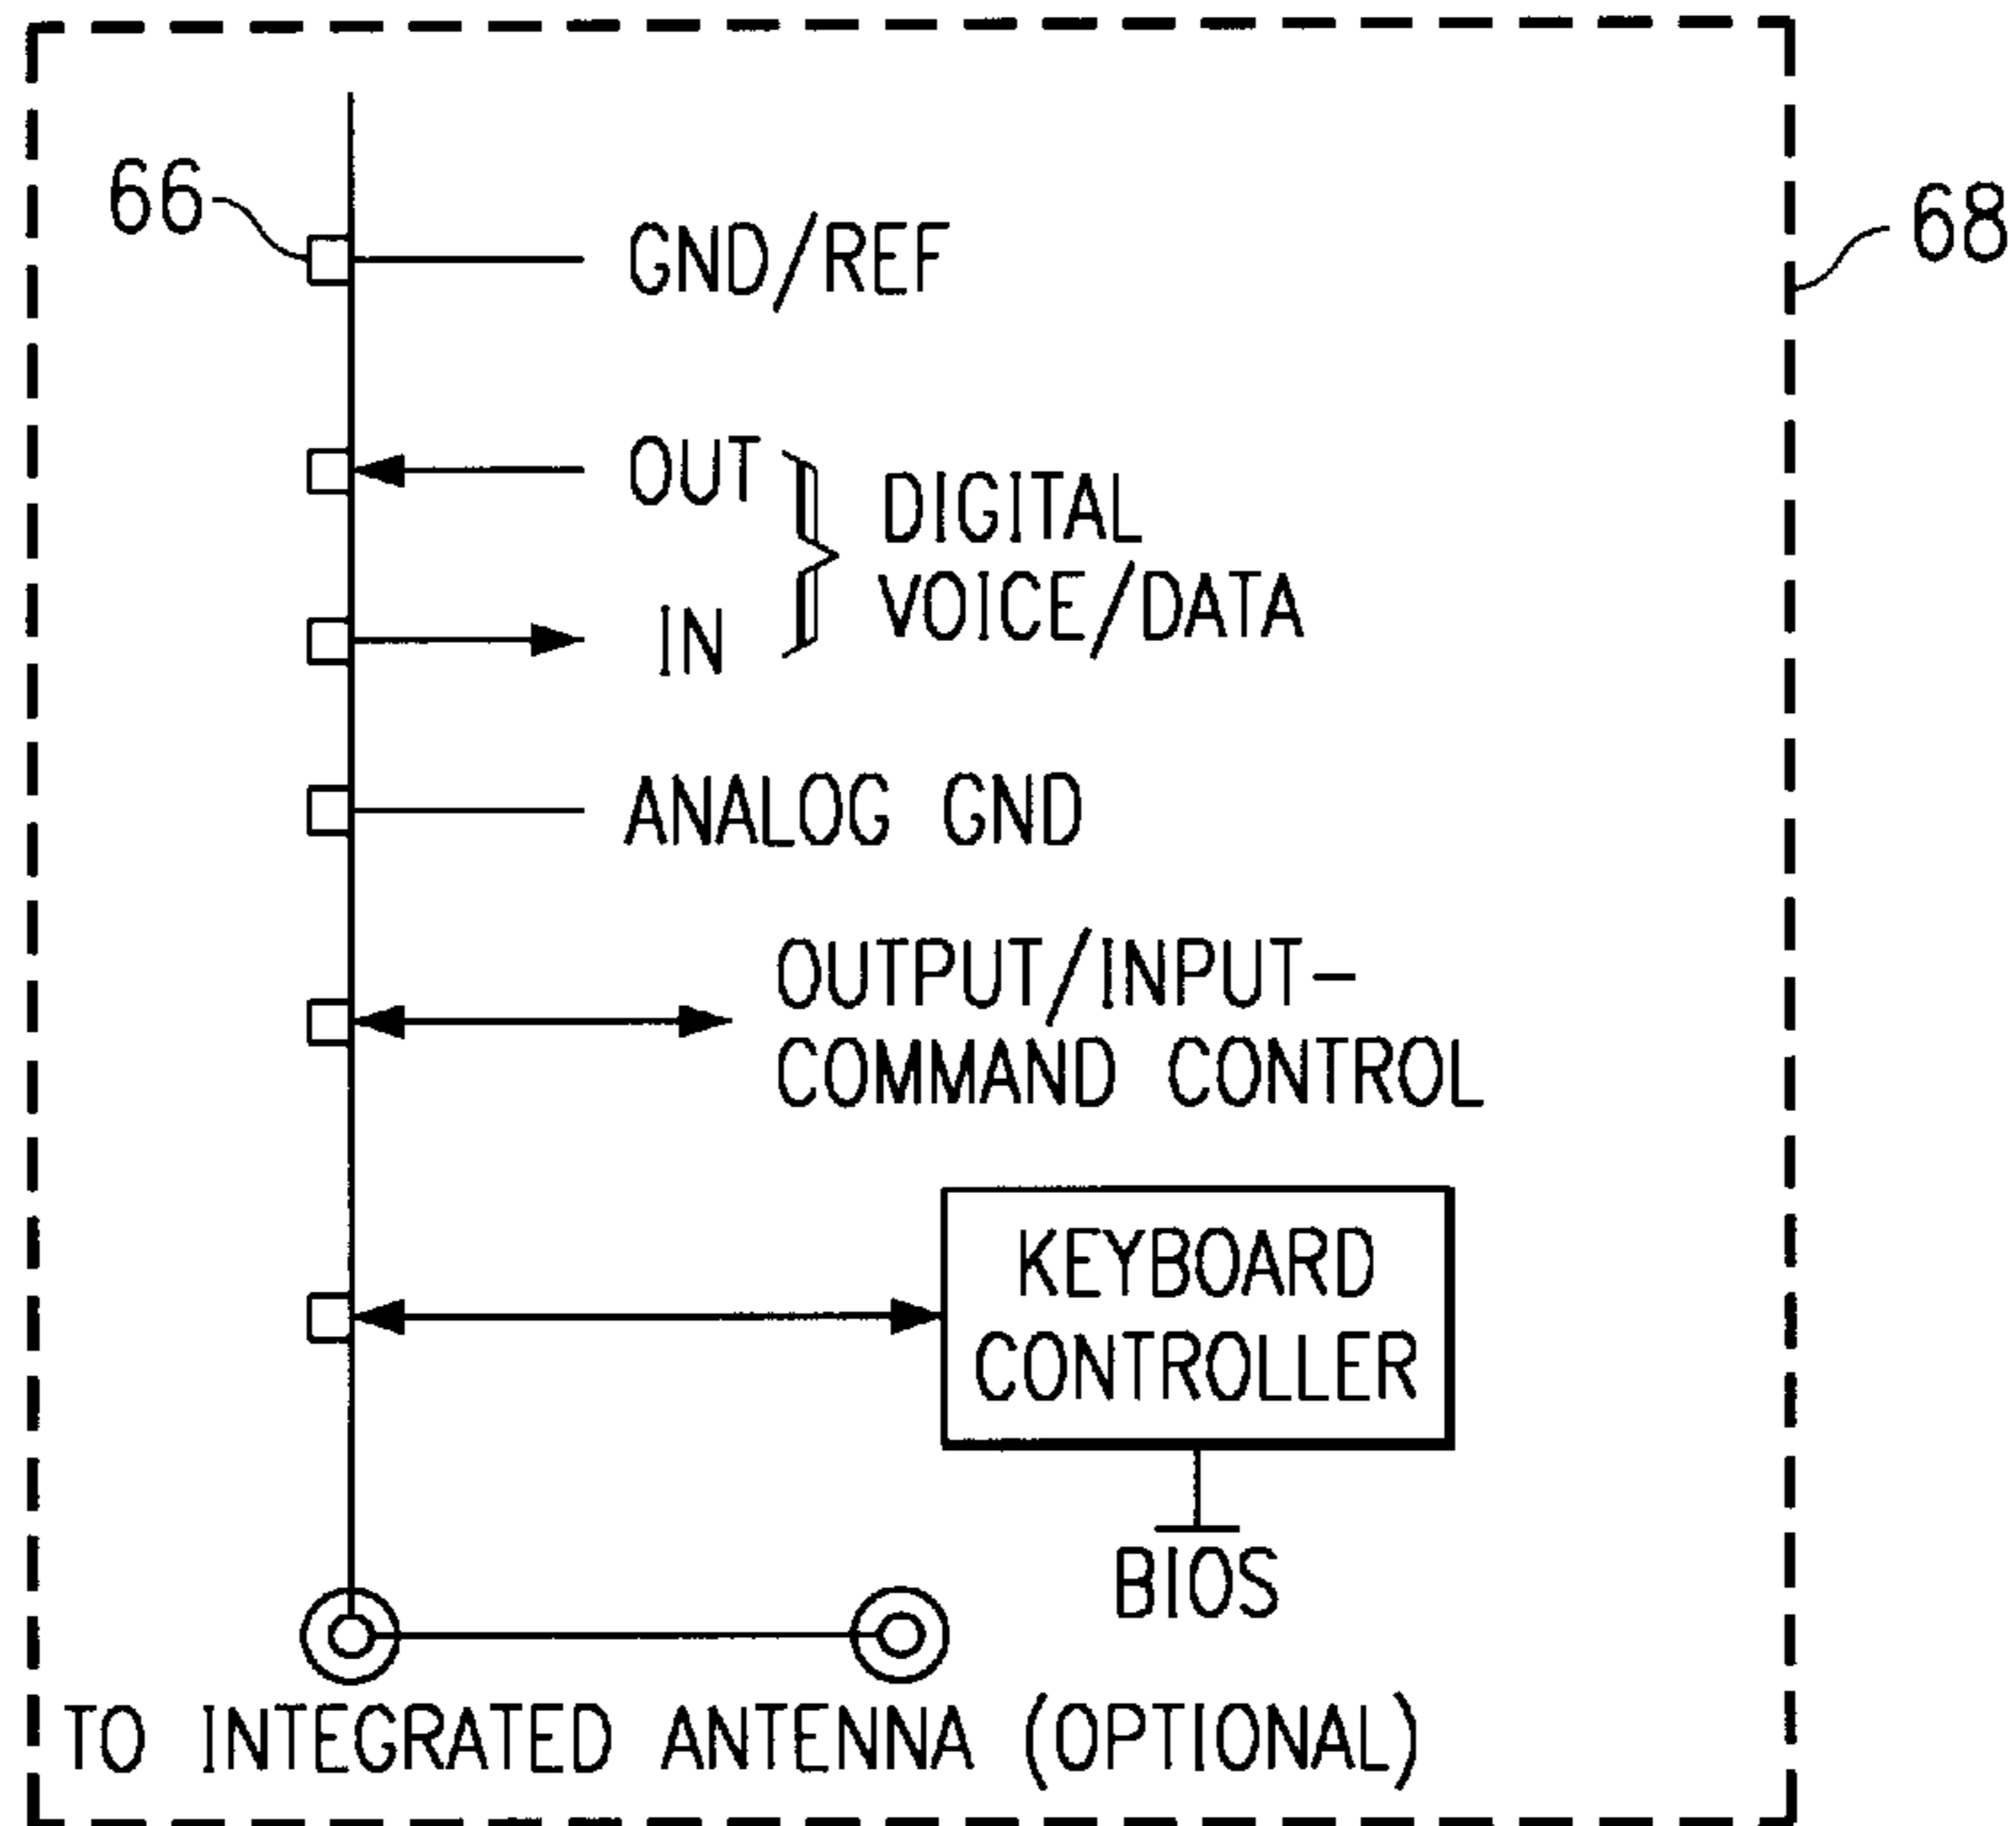 66
68
GND/REF
OUT
DIGITAL
VOICE/DATA
IN
ANALOG GND
OUTPUT/INPUT-
COMMAND CONTROL
KEYBOARD
CONTROLLER
BIOS
TO INTEGRATED ANTENNA (OPTIONAL)